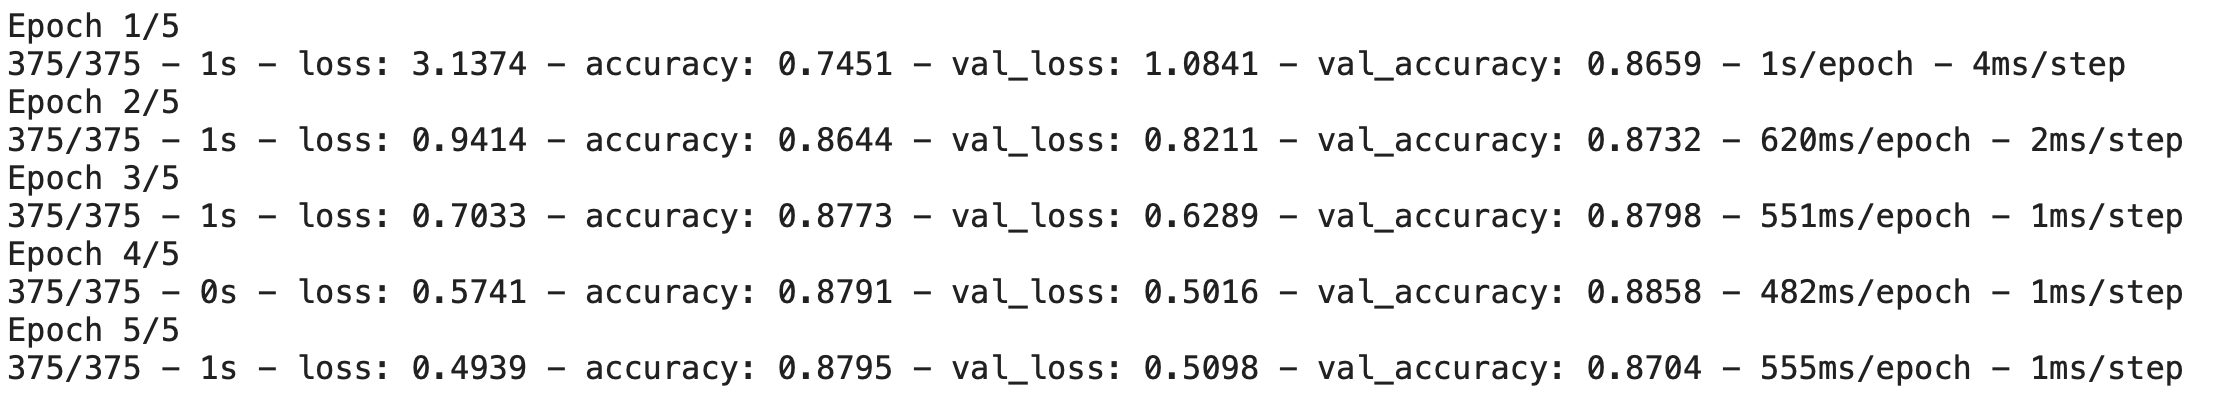 Epoch 1/5
375/375 - 1s - loss: 3.1374 - accuracy: 0.7451 - val_loss: 1.0841 - val_accuracy: 0.8659 - 1s/epoch - 4ms/step
Epoch 2/5
375/375 - 1s - loss: 0.9414 - accuracy: 0.8644 - val_loss: 0.8211 - val_accuracy: 0.8732 - 620ms/epoch - 2ms/step
Epoch 3/5
375/375 - 1s - loss: 0.7033 - accuracy: 0.8773 - val_loss: 0.6289 - val_accuracy: 0.8798 - 551ms/epoch - 1ms/step
Epoch 4/5
375/375 - 0s - loss: 0.5741 - accuracy: 0.8791 - val_loss: 0.5016 - val_accuracy: 0.8858 - 482ms/epoch - 1ms/step
Epoch 5/5
375/375 - 1s - loss: 0.4939 - accuracy: 0.8795 - val_loss: 0.5098 - val_accuracy: 0.8704 - 555ms/epoch - 1ms/step